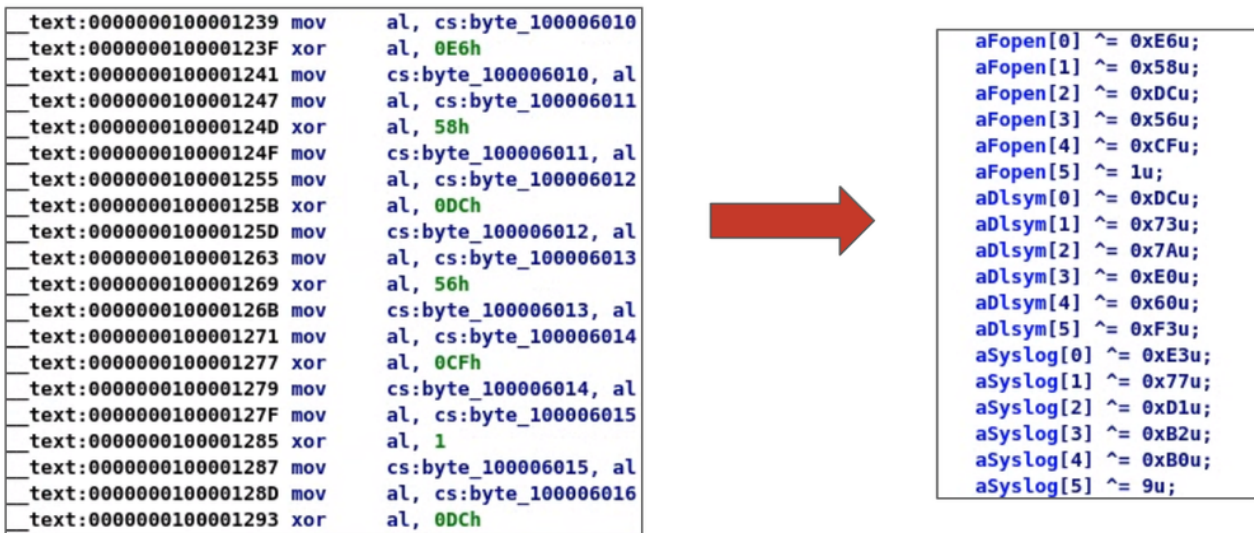 __text:0000000100001239 mov al, cs:byte_100006010
__text:000000010000123F xor al, 0E6h
__text:0000000100001241 mov cs:byte_100006010, al
__text:0000000100001247 mov al, cs:byte_100006011
__text:000000010000124D xor al, 58h
__text:000000010000124F mov cs:byte_100006011, al
__text:0000000100001255 mov al, cs:byte_100006012
__text:000000010000125B xor al, 0DCh
__text:000000010000125D mov cs:byte_100006012, al
__text:0000000100001263 mov al, cs:byte_100006013
__text:0000000100001269 xor al, 56h
__text:000000010000126B mov cs:byte_100006013, al
__text:0000000100001271 mov al, cs:byte_100006014
__text:0000000100001277 xor al, 0CFh
__text:0000000100001279 mov cs:byte_100006014, al
__text:000000010000127F mov al, cs:byte_100006015
__text:0000000100001285 xor al, 1
__text:0000000100001287 mov cs:byte_100006015, al
__text:000000010000128D mov al, cs:byte_100006016
__text:0000000100001293 xor al, 0DCh
aFopen[0] ^= 0xE6u;
aFopen[1] ^= 0x58u;
aFopen[2] ^= 0xDCu;
aFopen[3] ^= 0x56u;
aFopen[4] ^= 0xCFu;
aFopen[5] ^= 1u;
aDlsym[0] ^= 0xDCu;
aDlsym[1] ^= 0x73u;
aDlsym[2] ^= 0x7Au;
aDlsym[3] ^= 0xE0u;
aDlsym[4] ^= 0x60u;
aDlsym[5] ^= 0xF3u;
aSyslog[0] ^= 0xE3u;
aSyslog[1] ^= 0x77u;
aSyslog[2] ^= 0xD1u;
aSyslog[3] ^= 0xB2u;
aSyslog[4] ^= 0xB0u;
aSyslog[5] ^= 9u;